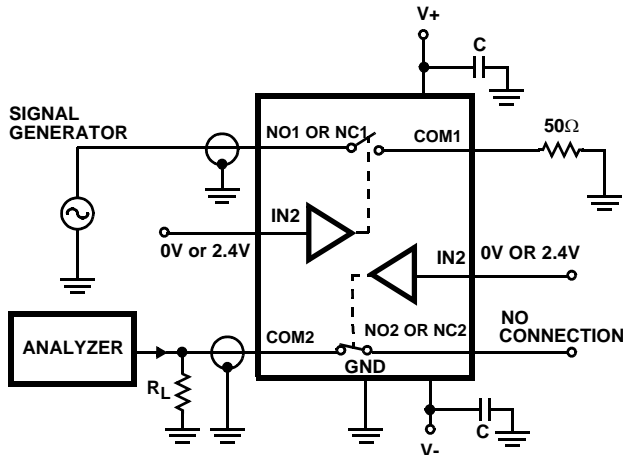 V+
C
SIGNAL
GENERATOR
NO1 OR NC1
COM1
50Ω
IN2
0V or 2.4V
IN2
0V OR 2.4V
ANALYZER
COM2
NO2 OR NC2
NO
CONNECTION
RL
GND
C
V-